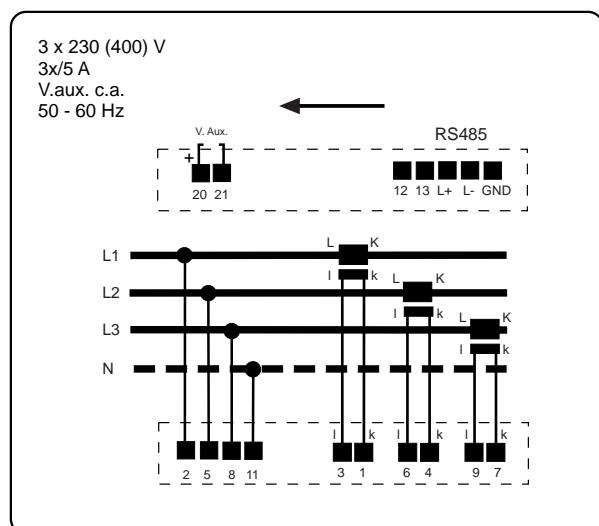 3 x 230 (400) V
3x/5 A
V.aux. c.a.
50 - 60 Hz
V. Aux.
RS485
+
20 21
12 13 L+ L- GND
L1
L K
l k
L2
L K
l k
L3
L K
l k
N
l k l k l k
2 5 8 11 3 1 6 4 9 7